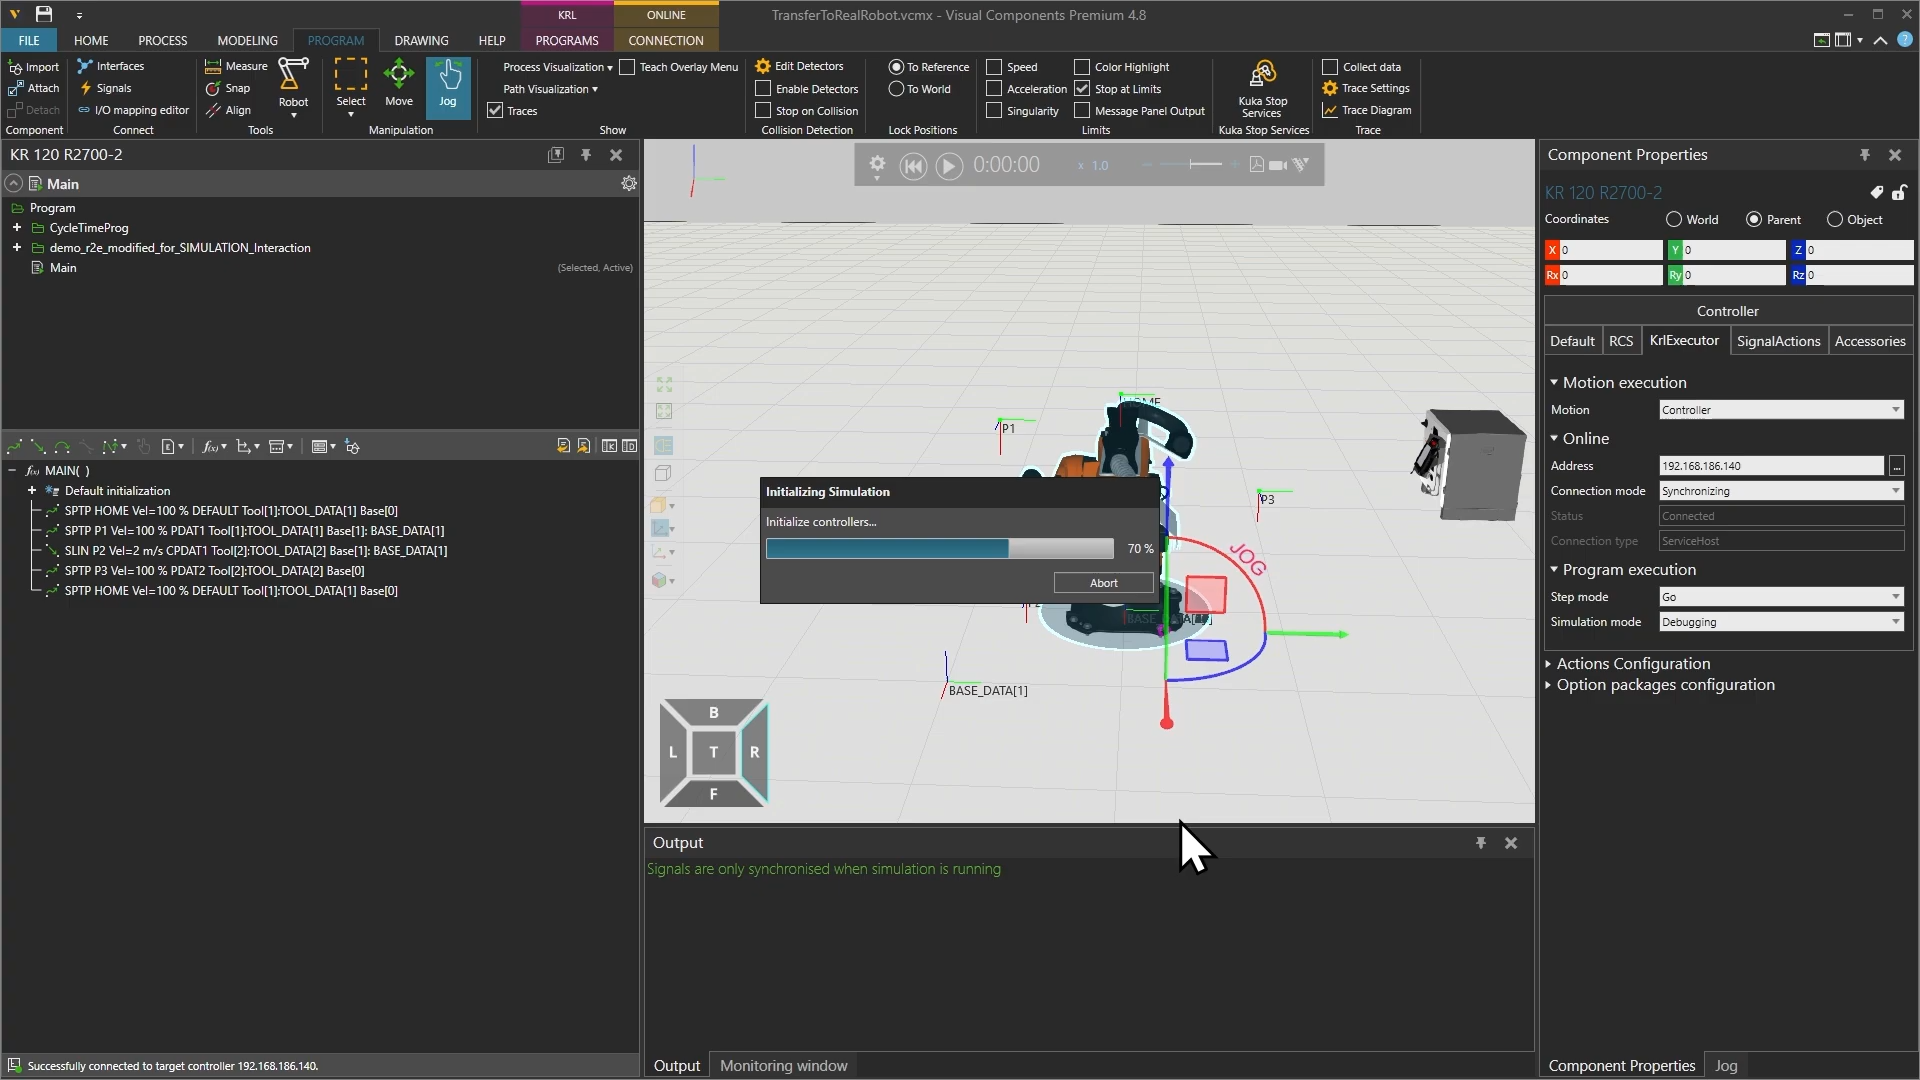 KRL
ONLINE
TransferToRealRobot.vcmx - Visual Components Premium 4.8
FILE
HOME
PROCESS
MODELING
PROGRAM
DRAWING
HELP
PROGRAMS
CONNECTION
Import
Attach
Detach
Component
Interfaces
Signals
I/O mapping editor
Connect
Measure
Snap
Align
Robot
Tools
Select
Move
Jog
Manipulation
Process Visualization
Path Visualization
Traces
Teach Overlay Menu
Show
Edit Detectors
Enable Detectors
Stop on Collision
Collision Detection
To Reference
To World
Lock Positions
Speed
Acceleration
Singularity
Color Highlight
Stop at Limits
Message Panel Output
Limits
Kuka Stop
Services
Kuka Stop Services
Collect data
Trace Settings
Trace Diagram
Trace
KR 120 R2700-2
Main
Program
CycleTimeProg
demo_r2e_modified_for_SIMULATION_Interaction
Main
(Selected, Active)
MAIN( )
Default initialization
SPTP HOME Vel=100 % DEFAULT Tool[1]:TOOL_DATA[1] Base[0]
SPTP P1 Vel=100 % PDAT1 Tool[1]:TOOL_DATA[1] Base[1]: BASE_DATA[1]
SLIN P2 Vel=2 m/s CPDAT1 Tool[2]:TOOL_DATA[2] Base[1]: BASE_DATA[1]
SPTP P3 Vel=100 % PDAT2 Tool[2]:TOOL_DATA[2] Base[0]
SPTP HOME Vel=100 % DEFAULT Tool[1]:TOOL_DATA[1] Base[0]
Successfully connected to target controller 192.168.186.140.
0:00:00
x 1.0
P1
P3
JOG
BASE_DATA[1]
Initializing Simulation
Initialize controllers...
70 %
Abort
B
L
T
R
F
Output
Signals are only synchronised when simulation is running
Output
Monitoring window
Component Properties
KR 120 R2700-2
Coordinates
World
Parent
Object
X 0
Y 0
Z 0
Rx 0
Ry 0
Rz 0
Controller
Default
RCS
KrlExecutor
SignalActions
Accessories
Motion execution
Motion
Controller
Online
Address
192.168.186.140
...
Connection mode
Synchronizing
Status
Connected
Connection type
ServiceHost
Program execution
Step mode
Go
Simulation mode
Debugging
Actions Configuration
Option packages configuration
Component Properties
Jog